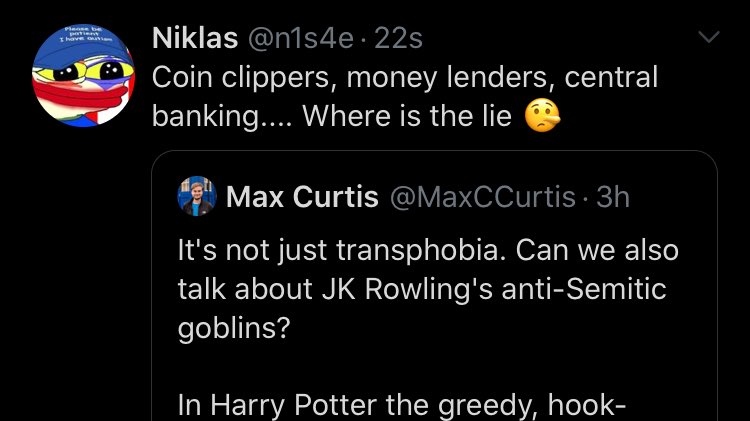 Please be
patient
I have autism
Niklas @n1s4e · 22s
Coin clippers, money lenders, central
banking.... Where is the lie 🤥
Max Curtis @MaxCCurtis · 3h
It's not just transphobia. Can we also
talk about JK Rowling's anti-Semitic
goblins?
In Harry Potter the greedy, hook-